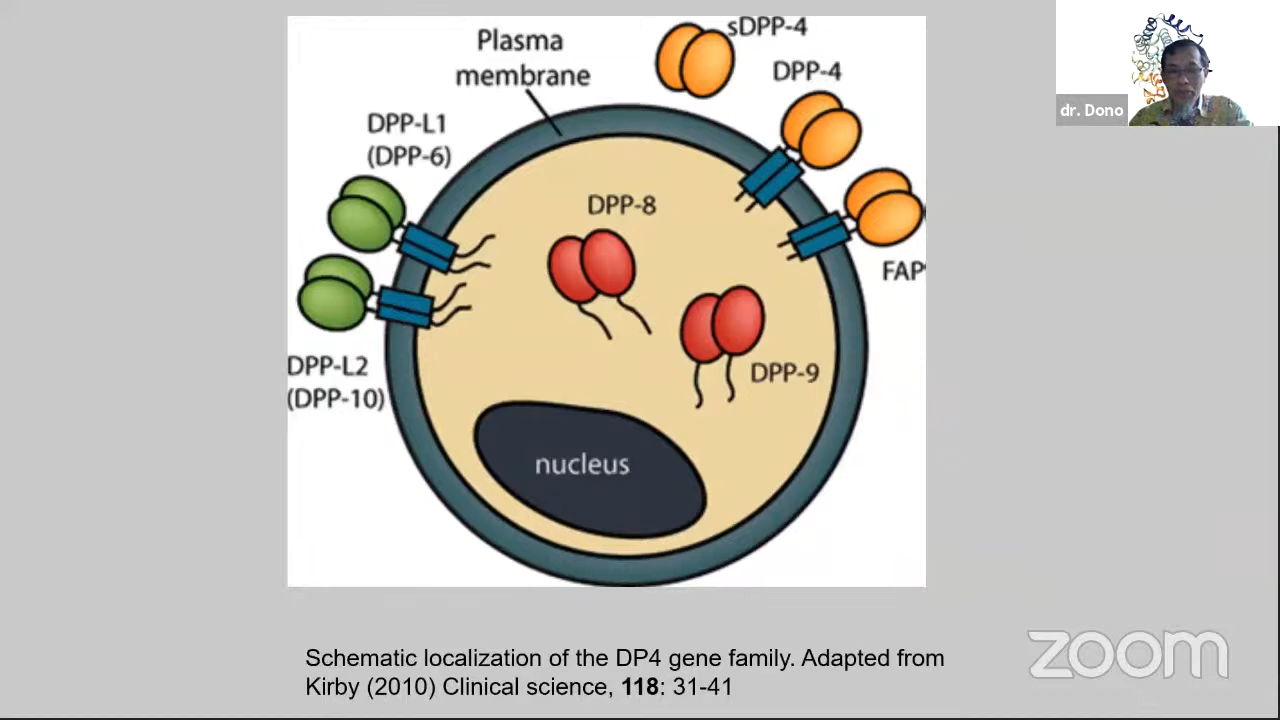 sDPP-4
Plasma
membrane
DPP-4
dr. Dono
DPP-L1
(DPP-6)
DPP-8
FAP
DPP-L2
(DPP-10)
DPP-9
nucleus
Schematic localization of the DP4 gene family. Adapted from
Kirby (2010) Clinical science, 118: 31-41
zoom